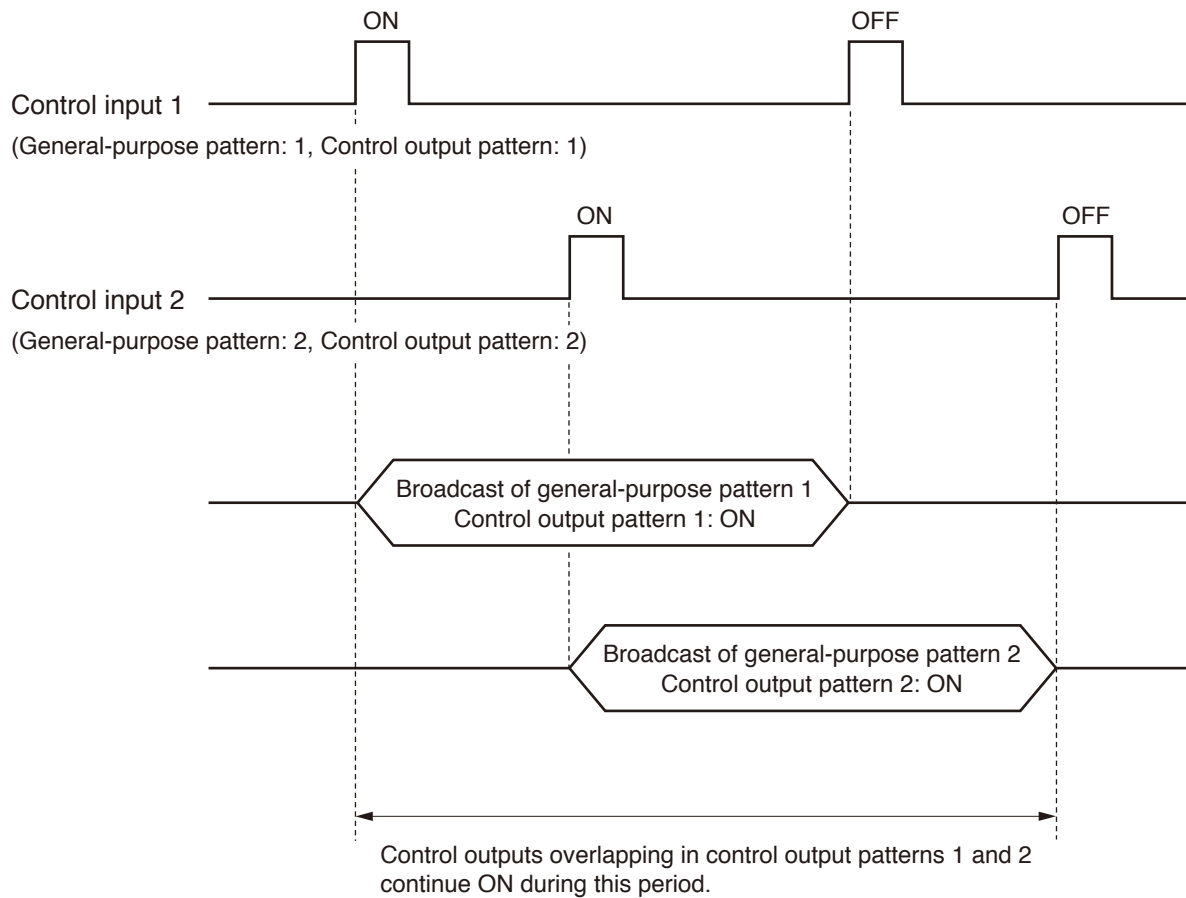 ON
OFF
Control input 1
(General-purpose pattern: 1, Control output pattern: 1)
ON
OFF
Control input 2
(General-purpose pattern: 2, Control output pattern: 2)
Broadcast of general-purpose pattern 1
Control output pattern 1: ON
Broadcast of general-purpose pattern 2
Control output pattern 2: ON
Control outputs overlapping in control output patterns 1 and 2
continue ON during this period.